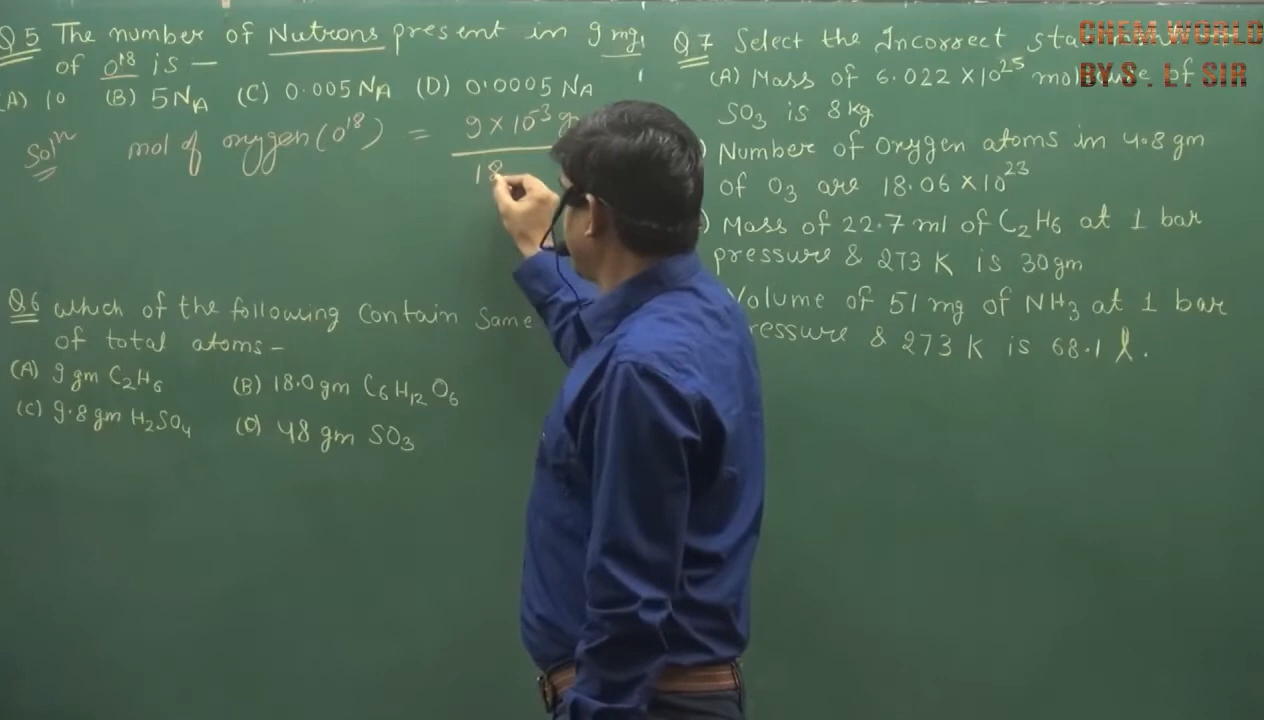 Q5 The number of Nutrons present in 9 mg
of O¹⁸ is —
(A) 10 (B) 5NA (C) 0.005 NA (D) 0.0005 NA
Solⁿ mol of oxygen (O¹⁸) = 9 × 10⁻³ g
18
Q6 which of the following contain same
of total atoms —
(A) 9 gm C₂H₆ (B) 18.0 gm C₆H₁₂O₆
(C) 9.8 gm H₂SO₄ (D) 48 gm SO₃
Q7 Select the Incorrect
(A) Mass of 6.022 × 10²⁵ of
SO₃ is 8 kg
Number of Oxygen atoms in 4.8 gm
of O₃ are 18.06 × 10²³
Mass of 22.7 ml of C₂H₆ at 1 bar
pressure & 273 K is 30 gm
Volume of 51 mg of NH₃ at 1 bar
pressure & 273 K is 68.1 l.
CHEM WORLD
BY S . L . SIR